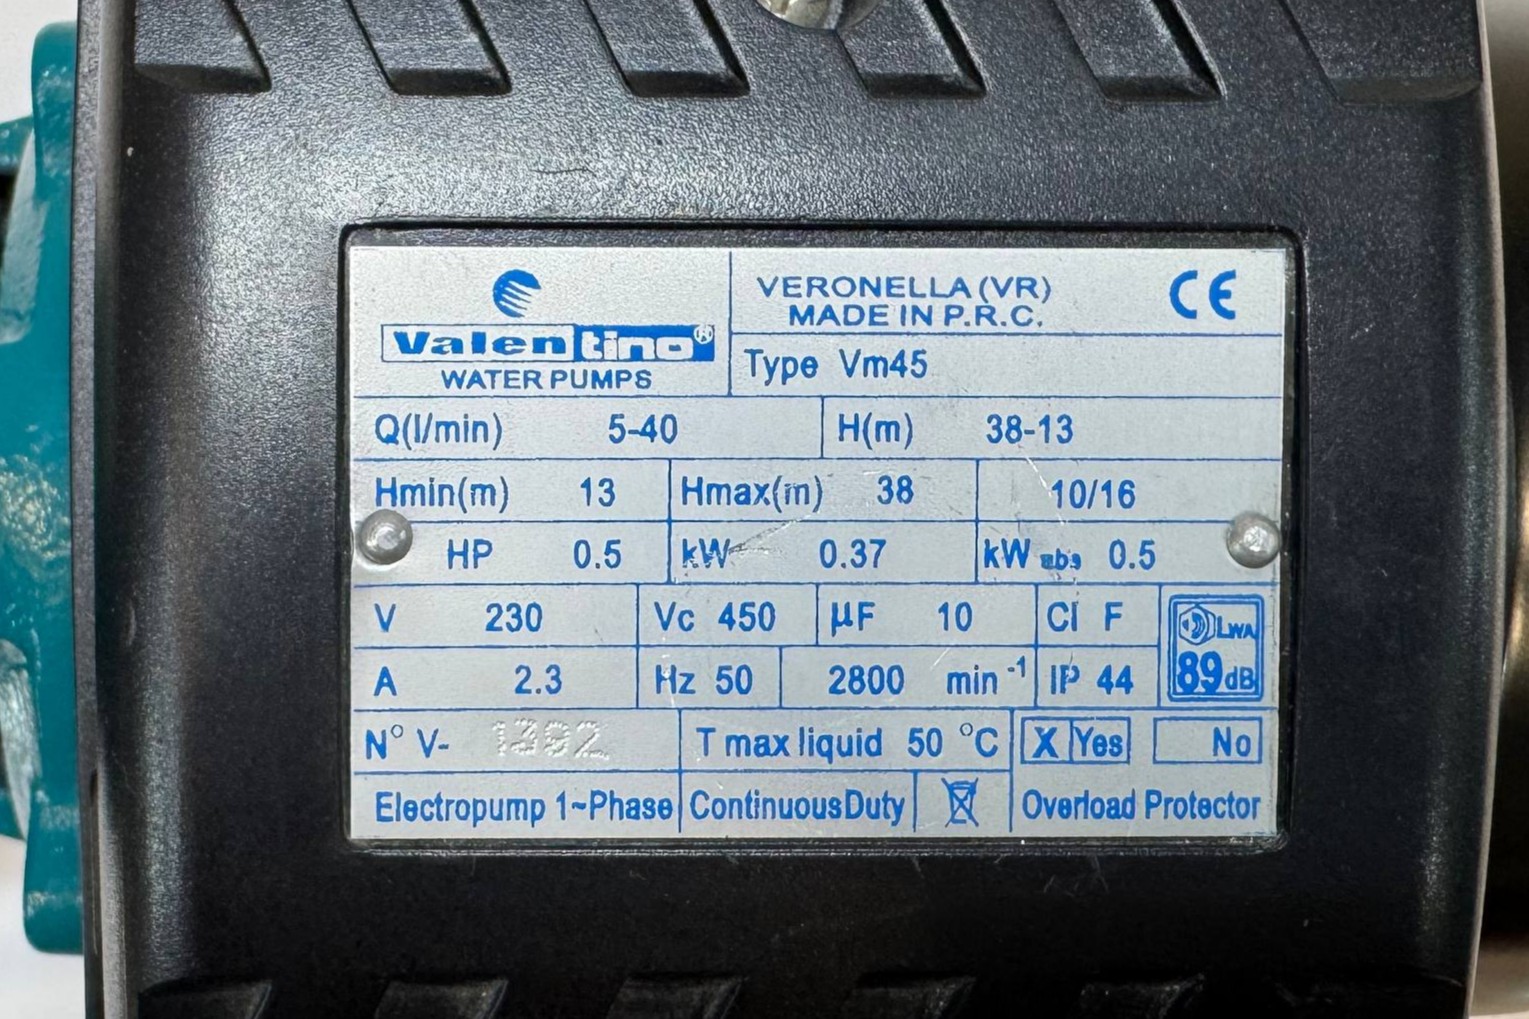 Valentino®
WATER PUMPS
VERONELLA (VR)
MADE IN P.R.C.
CE
Type Vm45
Q(l/min) 5-40 H(m) 38-13
Hmin(m) 13 Hmax(m) 38 10/16
HP 0.5 kW 0.37 kW abs 0.5
V 230 Vc 450 µF 10 Cl F
LWA
89dB
A 2.3 Hz 50 2800 min⁻¹ IP 44
N° V- 1392 T max liquid 50 °C X Yes No
Electropump 1~Phase Continuous Duty Overload Protector